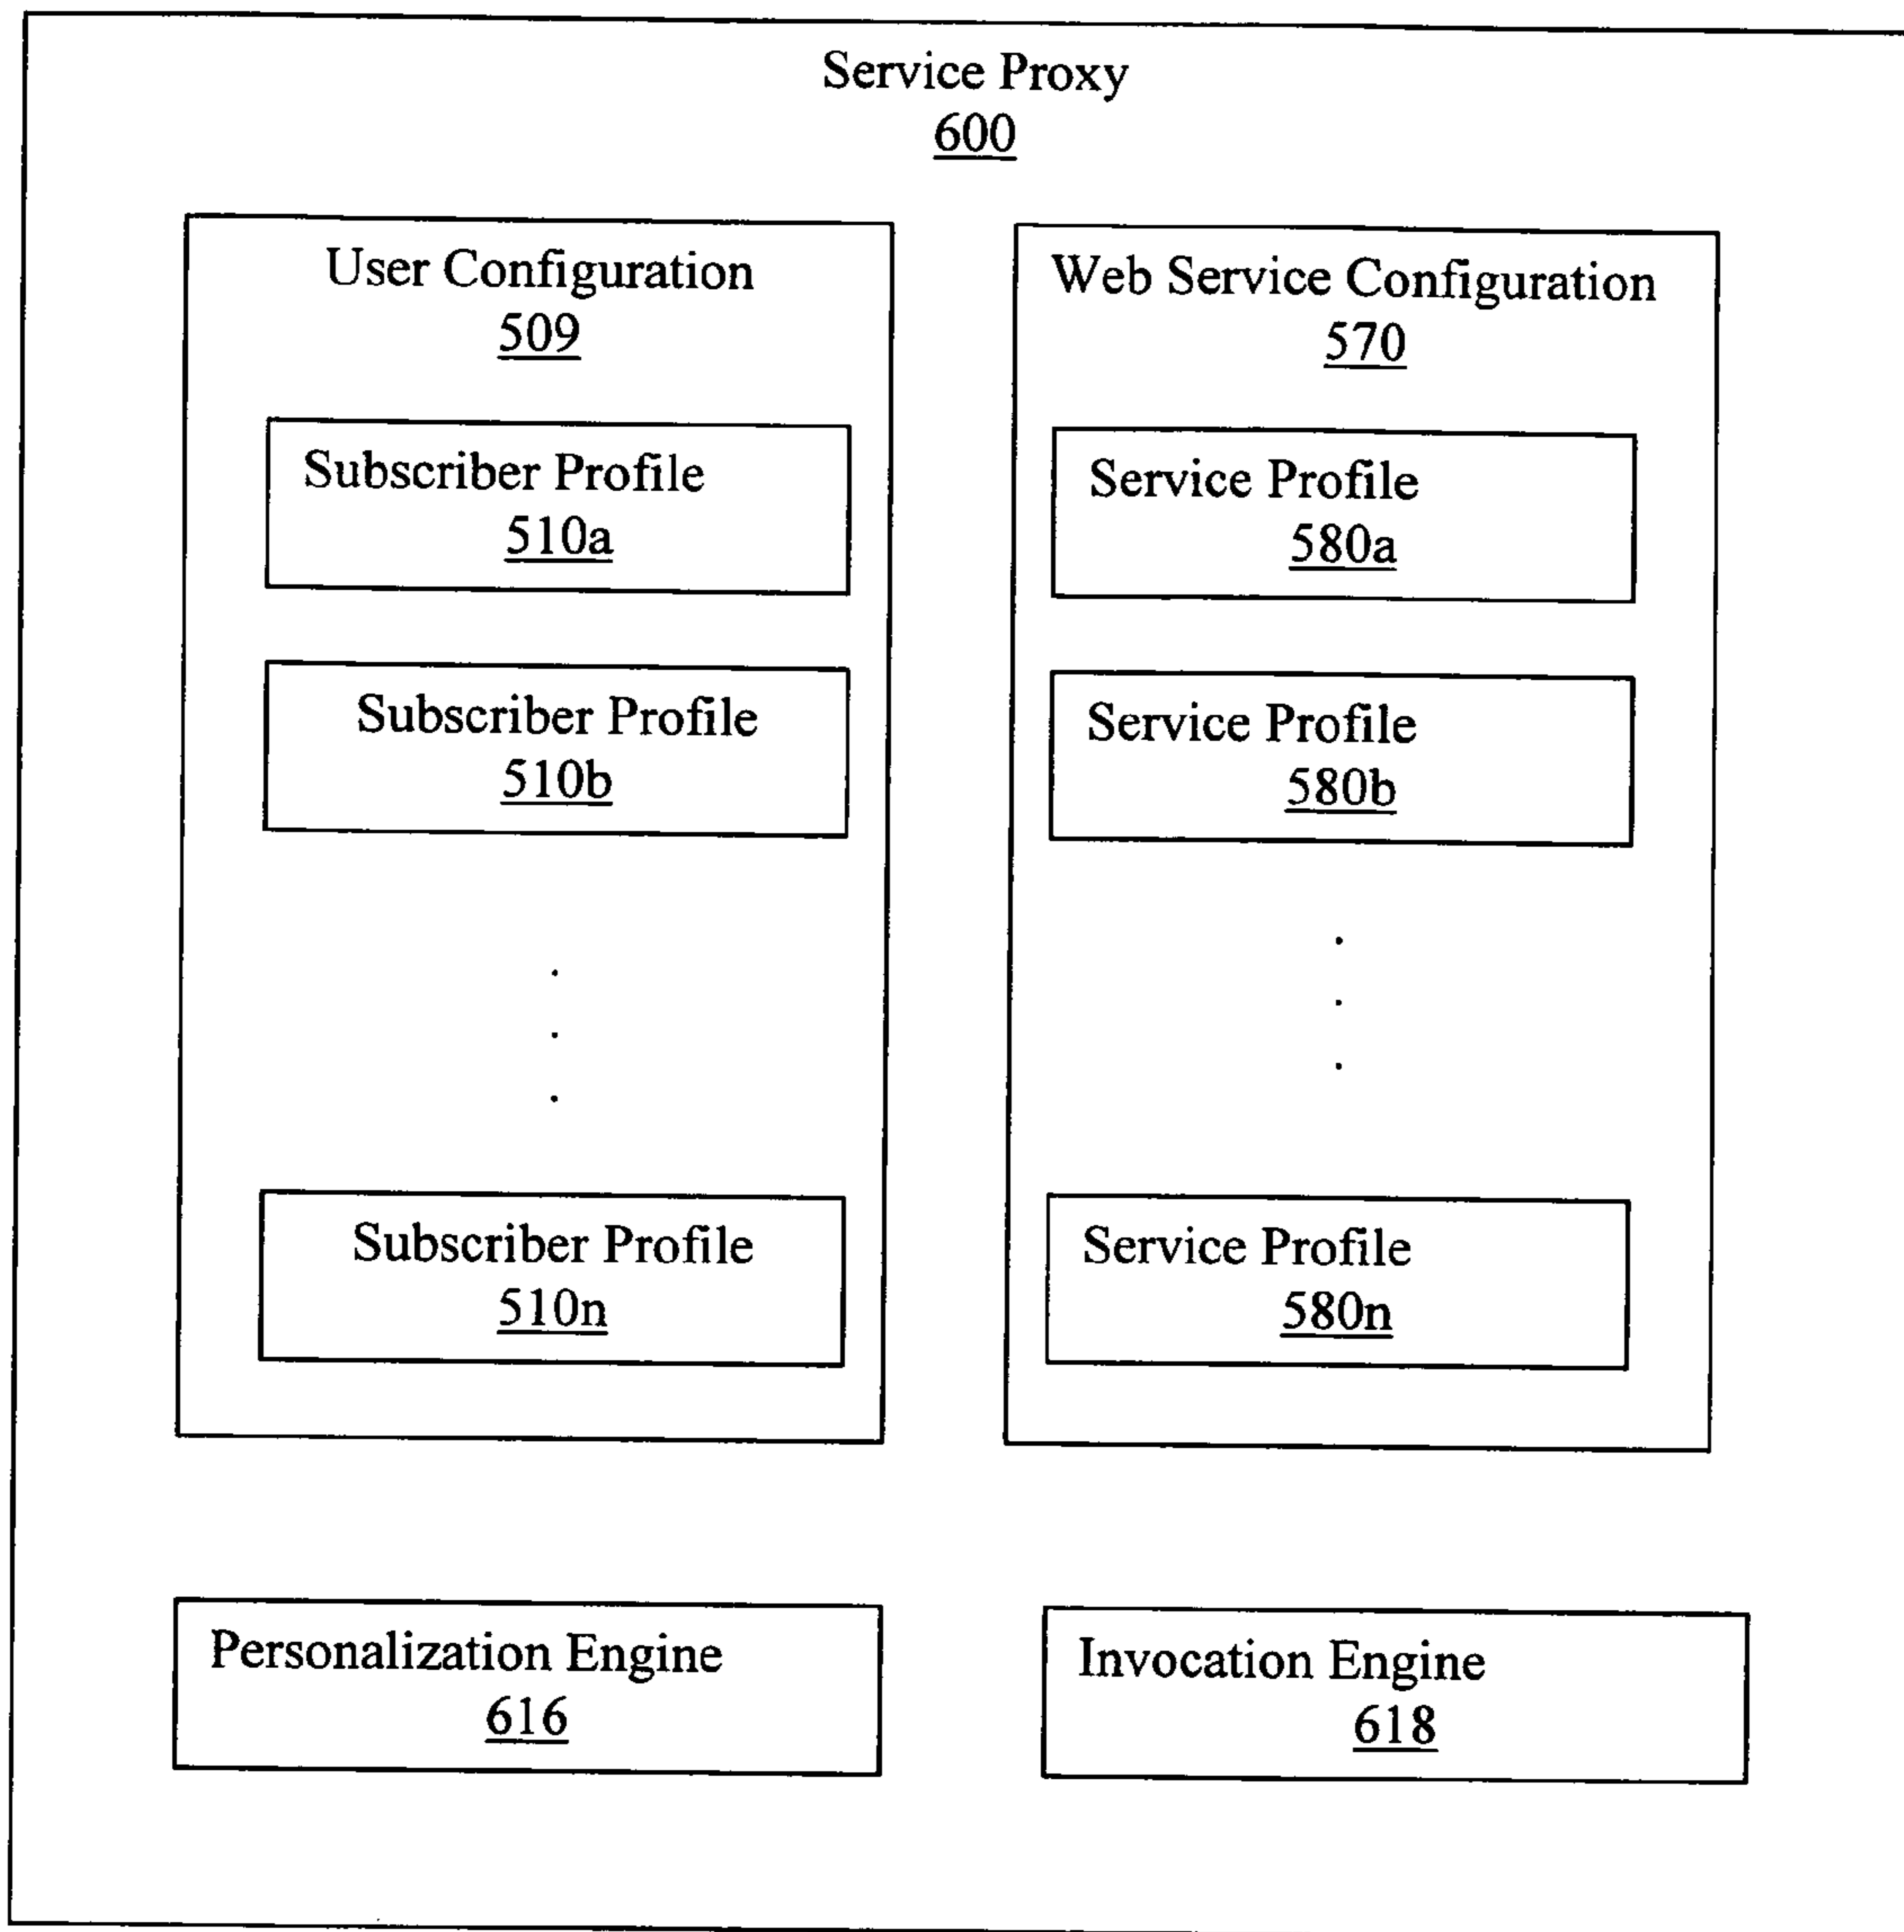 Service Proxy
600
User Configuration
509
Subscriber Profile
510a
Subscriber Profile
510b
.
.
.
Subscriber Profile
510n
Web Service Configuration
570
Service Profile
580a
Service Profile
580b
.
.
.
Service Profile
580n
Personalization Engine
616
Invocation Engine
618